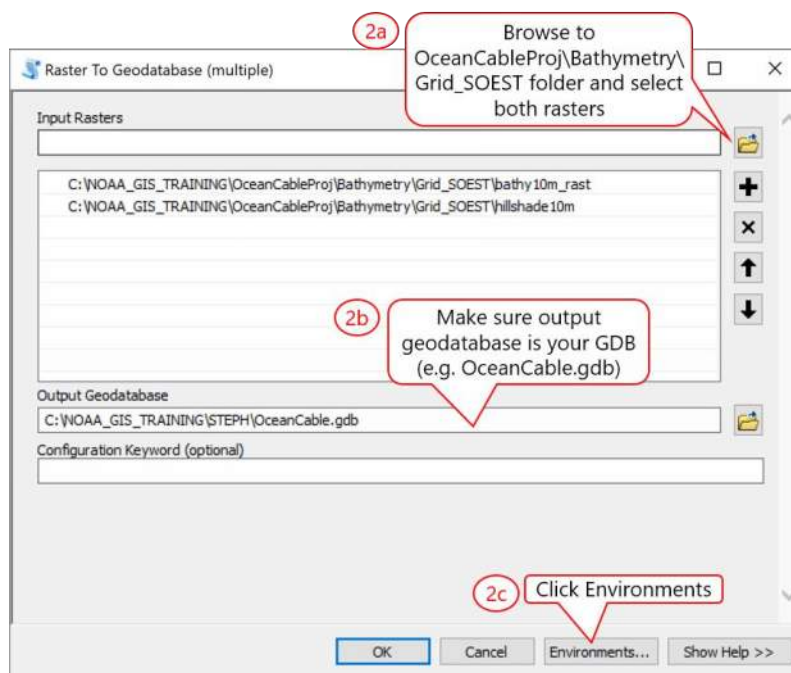 2a
Browse to
OceanCableProj\Bathymetry\
Grid_SOEST folder and select
both rasters
Raster To Geodatabase (multiple)
Input Rasters
C:\NOAA_GIS_TRAINING\OceanCableProj\Bathymetry\Grid_SOEST\bathy10m_rast
C:\NOAA_GIS_TRAINING\OceanCableProj\Bathymetry\Grid_SOEST\hillshade10m
2b
Make sure output
geodatabase is your GDB
(e.g. OceanCable.gdb)
Output Geodatabase
C:\NOAA_GIS_TRAINING\STEPH\OceanCable.gdb
Configuration Keyword (optional)
2c
Click Environments
OK Cancel Environments... Show Help >>